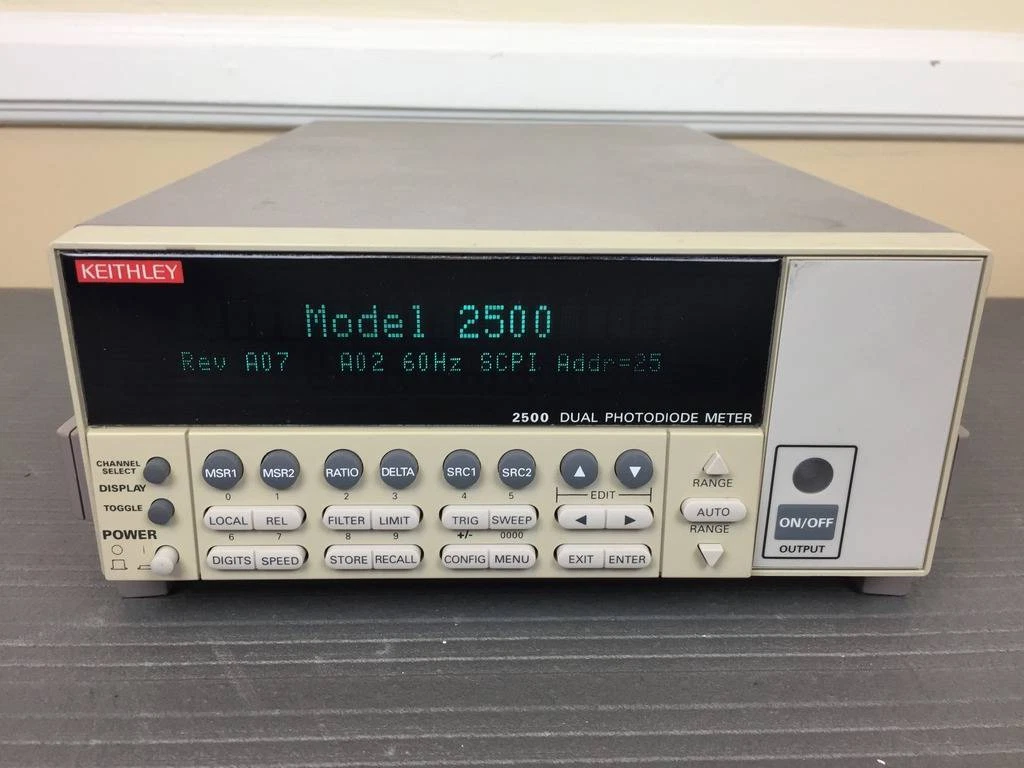 KEITHLEY
Model 2500
Rev A07 A02 60Hz SCPI Addr=25
2500 DUAL PHOTODIODE METER
CHANNEL
SELECT
DISPLAY
TOGGLE
POWER
MSR1 MSR2 RATIO DELTA SRC1 SRC2 ▲ ▼
0 1 2 3 4 5 EDIT
LOCAL REL FILTER LIMIT TRIG SWEEP ◀ ▶
6 7 8 9 +/- 0000
DIGITS SPEED STORE RECALL CONFIG MENU EXIT ENTER
RANGE
AUTO
RANGE
ON/OFF
OUTPUT